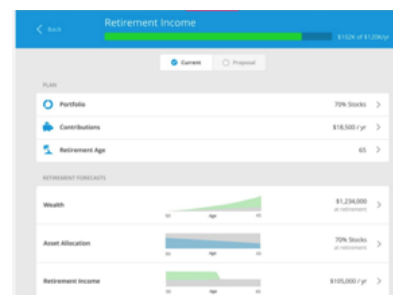 Back
Retirement Income
$102K of $120K/yr
Current
Proposal
PLAN
Portfolio
70% Stocks
Contributions
$18,500 / yr
Retirement Age
65
RETIREMENT FORECASTS
Wealth
$1,234,000
at retirement
Age
Asset Allocation
70% Stocks
at retirement
Age
Retirement Income
$105,000 / yr
Age